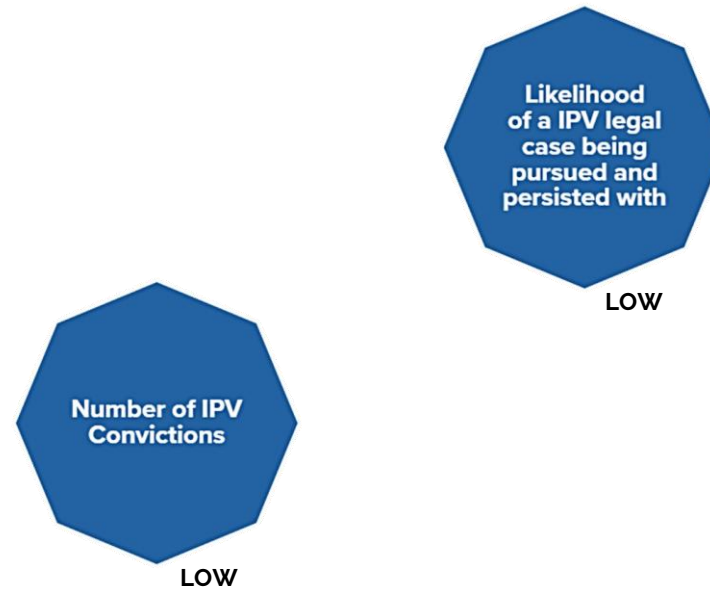 Likelihood
of a IPV legal
case being
pursued and
persisted with
LOW
Number of IPV
Convictions
LOW